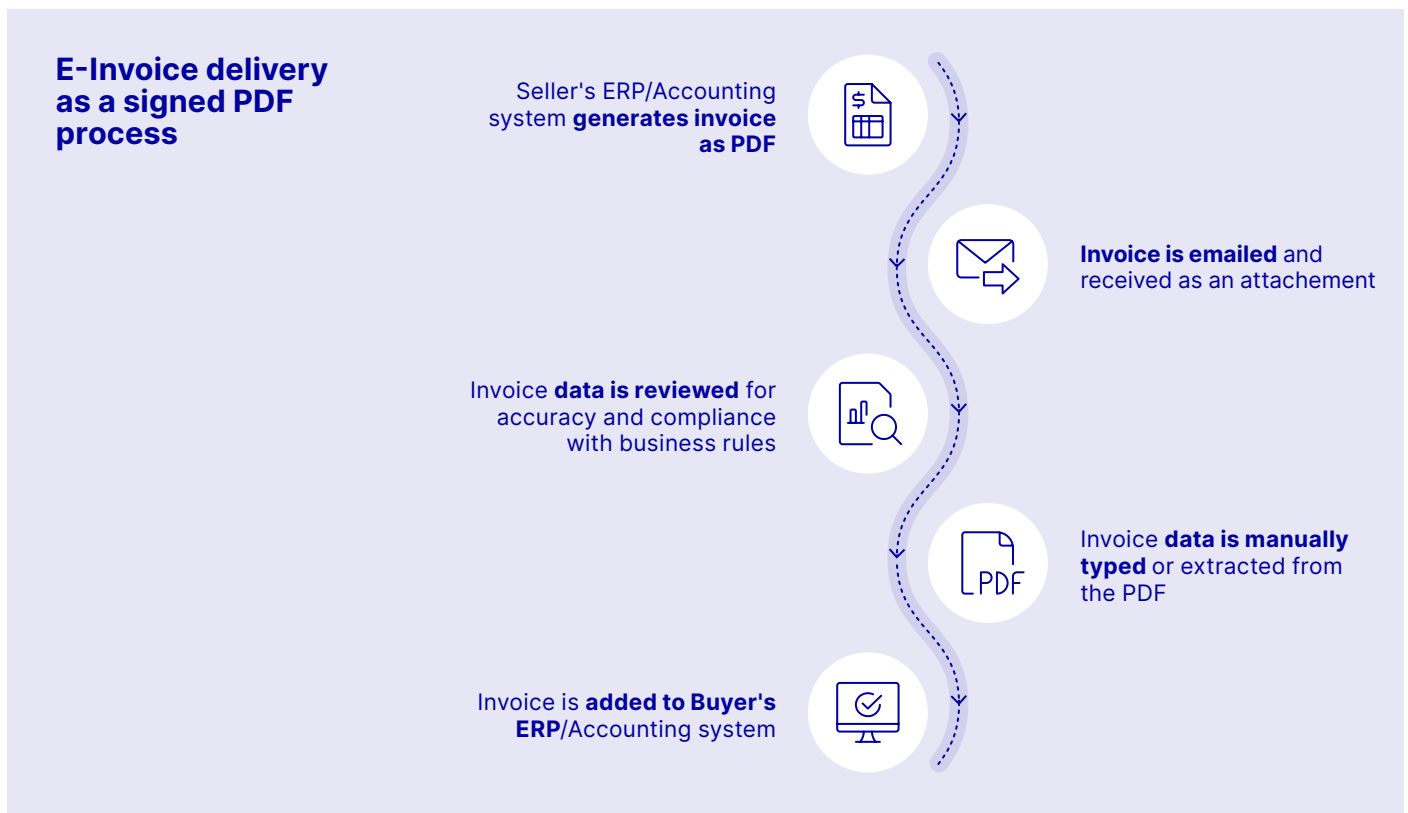 E-Invoice delivery
as a signed PDF
process
Seller's ERP/Accounting
system generates invoice
as PDF
$
Invoice is emailed and
received as an attachement
Invoice data is reviewed for
accuracy and compliance
with business rules
Invoice data is manually
typed or extracted from
the PDF
PDF
Invoice is added to Buyer's
ERP/Accounting system